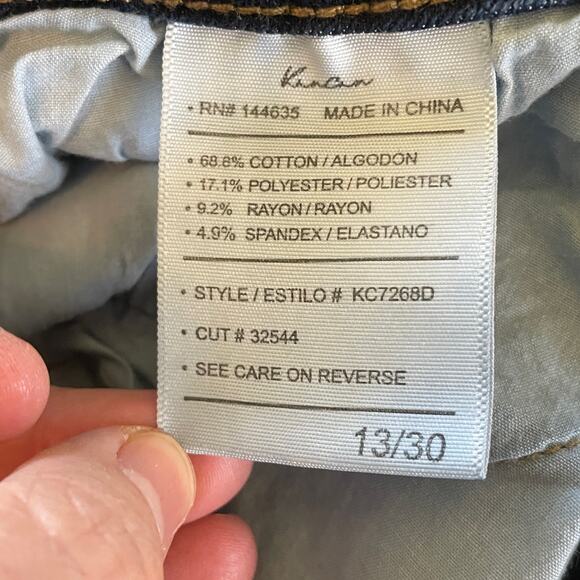 Kancan
• RN# 144635 MADE IN CHINA
• 68.8% COTTON / ALGODON
• 17.1% POLYESTER / POLIESTER
• 9.2% RAYON / RAYON
• 4.9% SPANDEX / ELASTANO
• STYLE / ESTILO # KC7268D
• CUT # 32544
• SEE CARE ON REVERSE
13/30